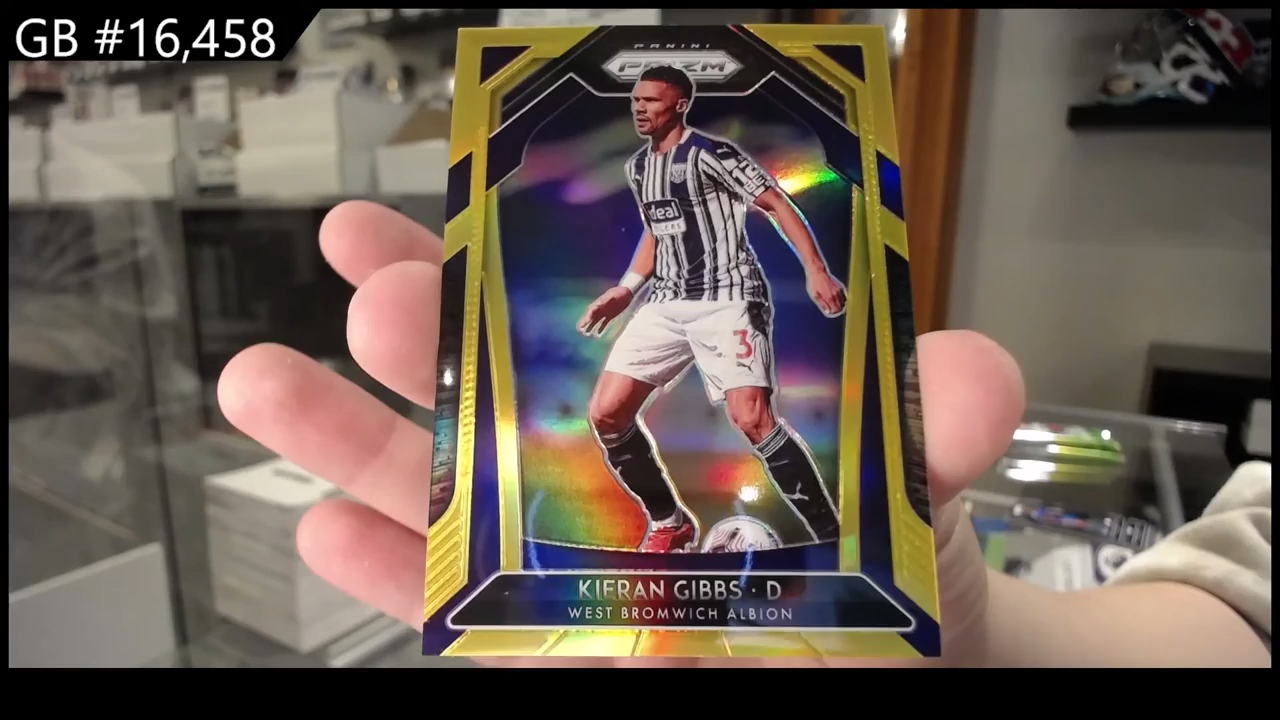 GB #16,458
PANINI
PRIZM
ideal
3
KIERAN GIBBS · D
WEST BROMWICH ALBION